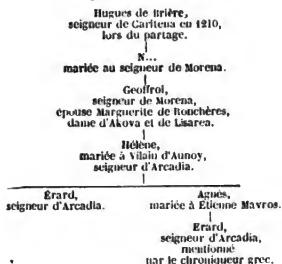 Hugues de Brière,
seigneur de Caritena en 1210,
lors du partage.
N...
mariée au seigneur de Morena.
Geoffroi,
seigneur de Morena,
épouse Marguerite de Ronchères,
dame d'Akova et de Lisarea.
Hélène,
mariée à Vilain d'Aunoy,
seigneur d'Arcadia.
Érard,
seigneur d'Arcadia.
Agnès,
mariée à Étienne Mavros.
Erard,
seigneur d'Arcadia,
mentionné
par le chroniqueur grec.